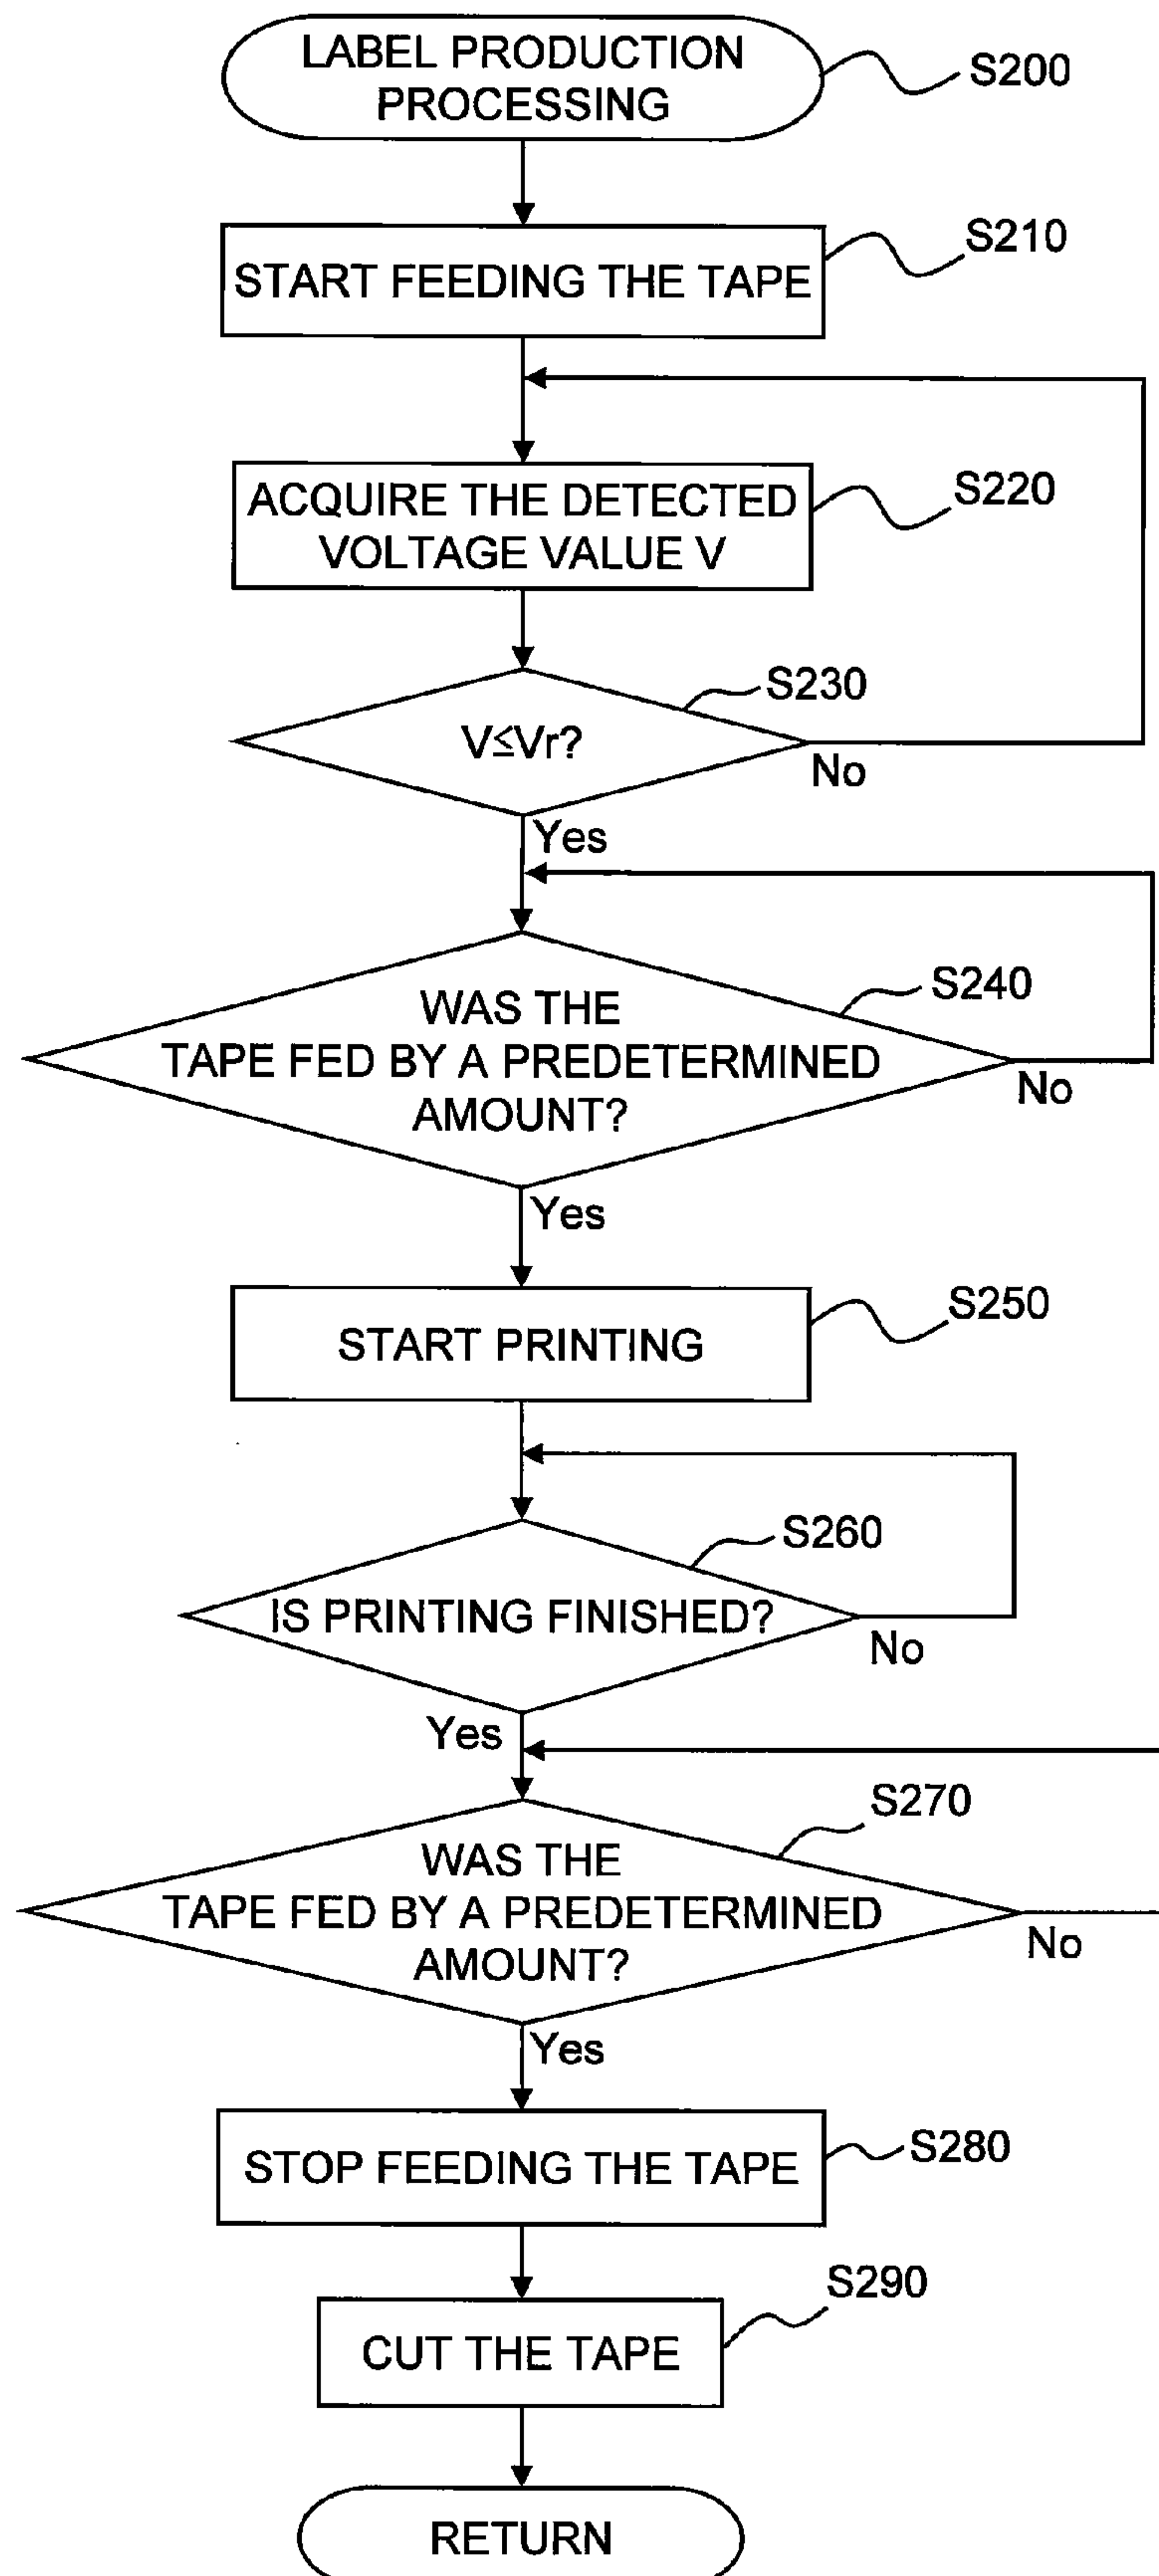 LABEL PRODUCTION
PROCESSING
S200
S210
START FEEDING THE TAPE
S220
ACQUIRE THE DETECTED
VOLTAGE VALUE V
S230
V≦Vr?
No
Yes
S240
WAS THE
TAPE FED BY A PREDETERMINED
AMOUNT?
No
Yes
S250
START PRINTING
S260
IS PRINTING FINISHED?
No
Yes
S270
WAS THE
TAPE FED BY A PREDETERMINED
AMOUNT?
No
Yes
S280
STOP FEEDING THE TAPE
S290
CUT THE TAPE
RETURN